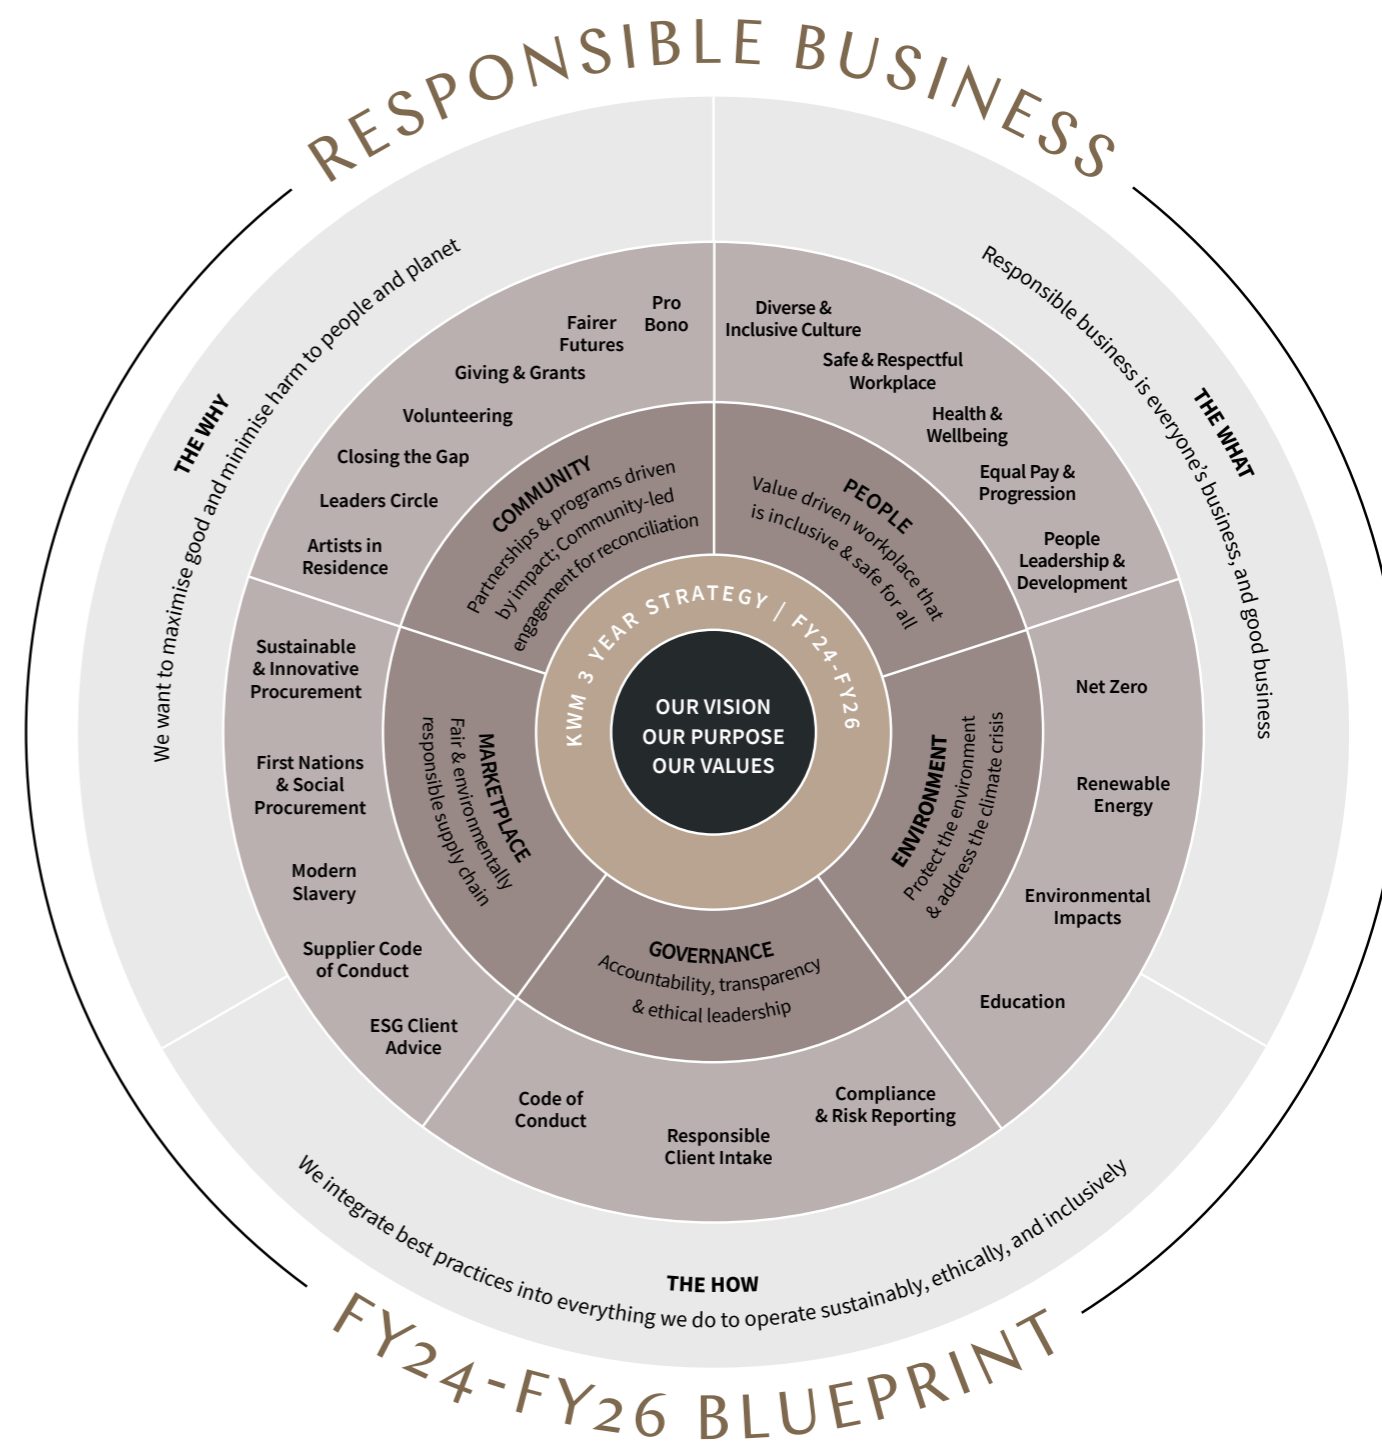 RESPONSIBLE BUSINESS
THE WHY
We want to maximise good and minimise harm to people and planet
THE WHAT
Responsible business is everyone's business, and good business
THE HOW
We integrate best practices into everything we do to operate sustainably, ethically, and inclusively
Pro
Bono
Fairer
Futures
Giving & Grants
Volunteering
Closing the Gap
Leaders Circle
Artists in
Residence
COMMUNITY
Partnerships & programs driven
by impact; Community-led
engagement for reconciliation
Diverse &
Inclusive Culture
Safe & Respectful
Workplace
Health &
Wellbeing
Equal Pay &
Progression
People
Leadership &
Development
PEOPLE
Value driven workplace that
is inclusive & safe for all
Net Zero
Renewable
Energy
Environmental
Impacts
Education
ENVIRONMENT
Protect the environment
& address the climate crisis
GOVERNANCE
Accountability, transparency
& ethical leadership
Code of
Conduct
Responsible
Client Intake
Compliance
& Risk Reporting
MARKETPLACE
Fair & environmentally
responsible supply chain
Sustainable
& Innovative
Procurement
First Nations
& Social
Procurement
Modern
Slavery
Supplier Code
of Conduct
ESG Client
Advice
KWM 3 YEAR STRATEGY | FY24-FY26
OUR VISION
OUR PURPOSE
OUR VALUES
FY24-FY26 BLUEPRINT